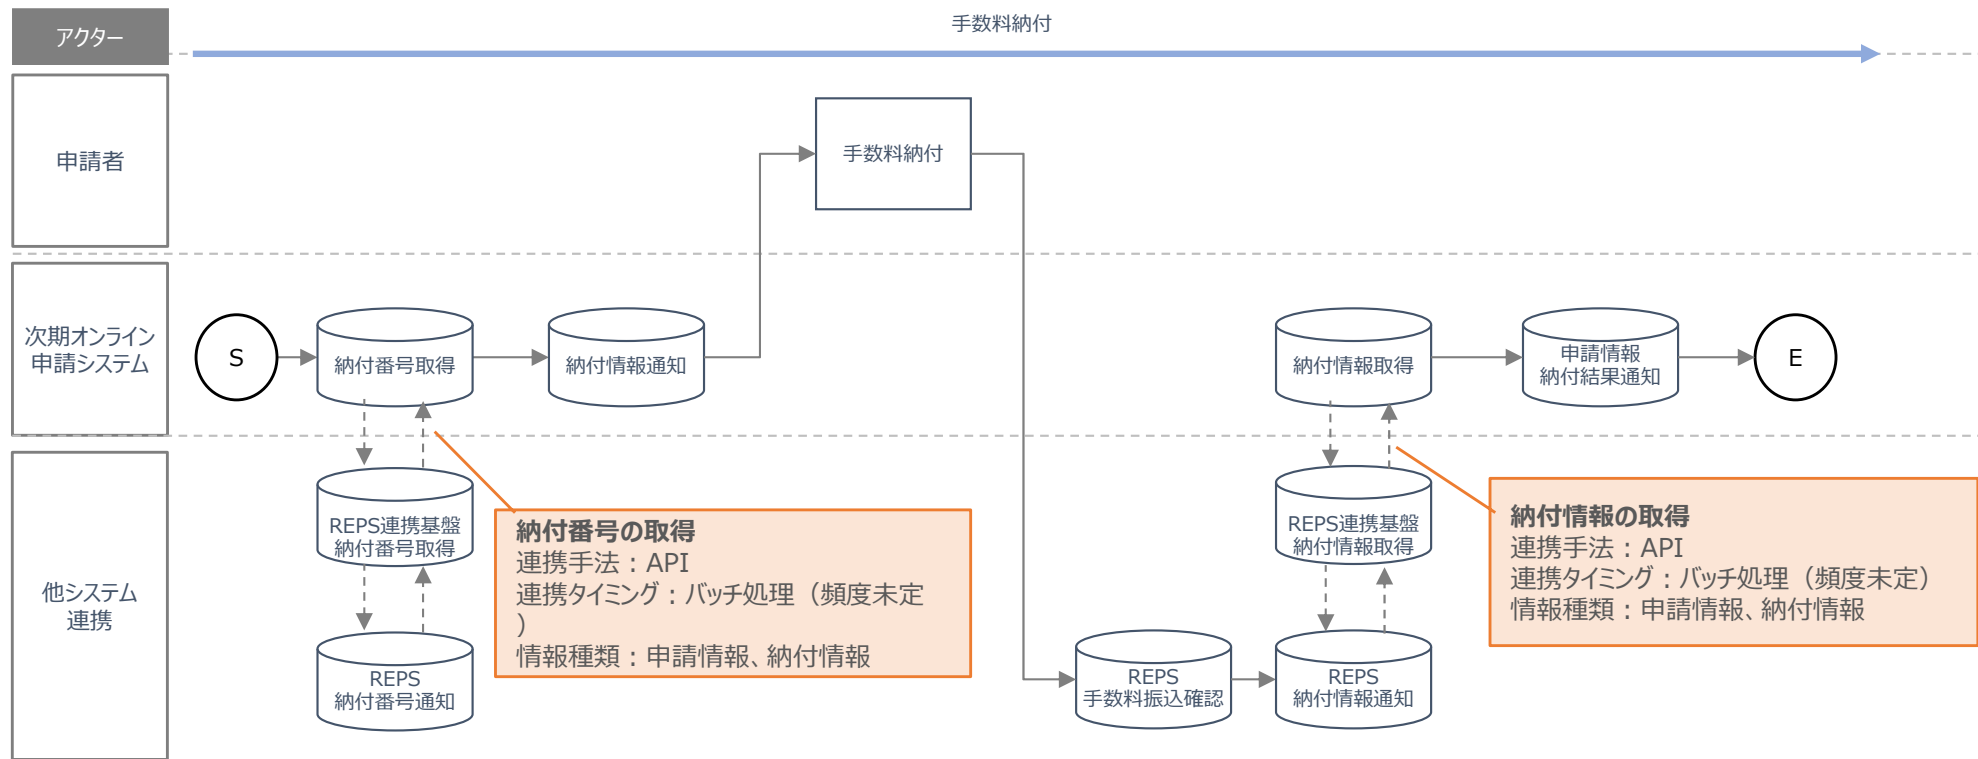 アクター
手数料納付
申請者
手数料納付
次期オンライン
申請システム
S
納付番号取得
納付情報通知
納付情報取得
申請情報
納付結果通知
E
他システム
連携
REPS連携基盤
納付番号取得
REPS
納付番号通知
納付番号の取得
連携手法：API
連携タイミング：バッチ処理（頻度未定
）
情報種類：申請情報、納付情報
REPS
手数料振込確認
REPS連携基盤
納付情報取得
REPS
納付情報通知
納付情報の取得
連携手法：API
連携タイミング：バッチ処理（頻度未定）
情報種類：申請情報、納付情報